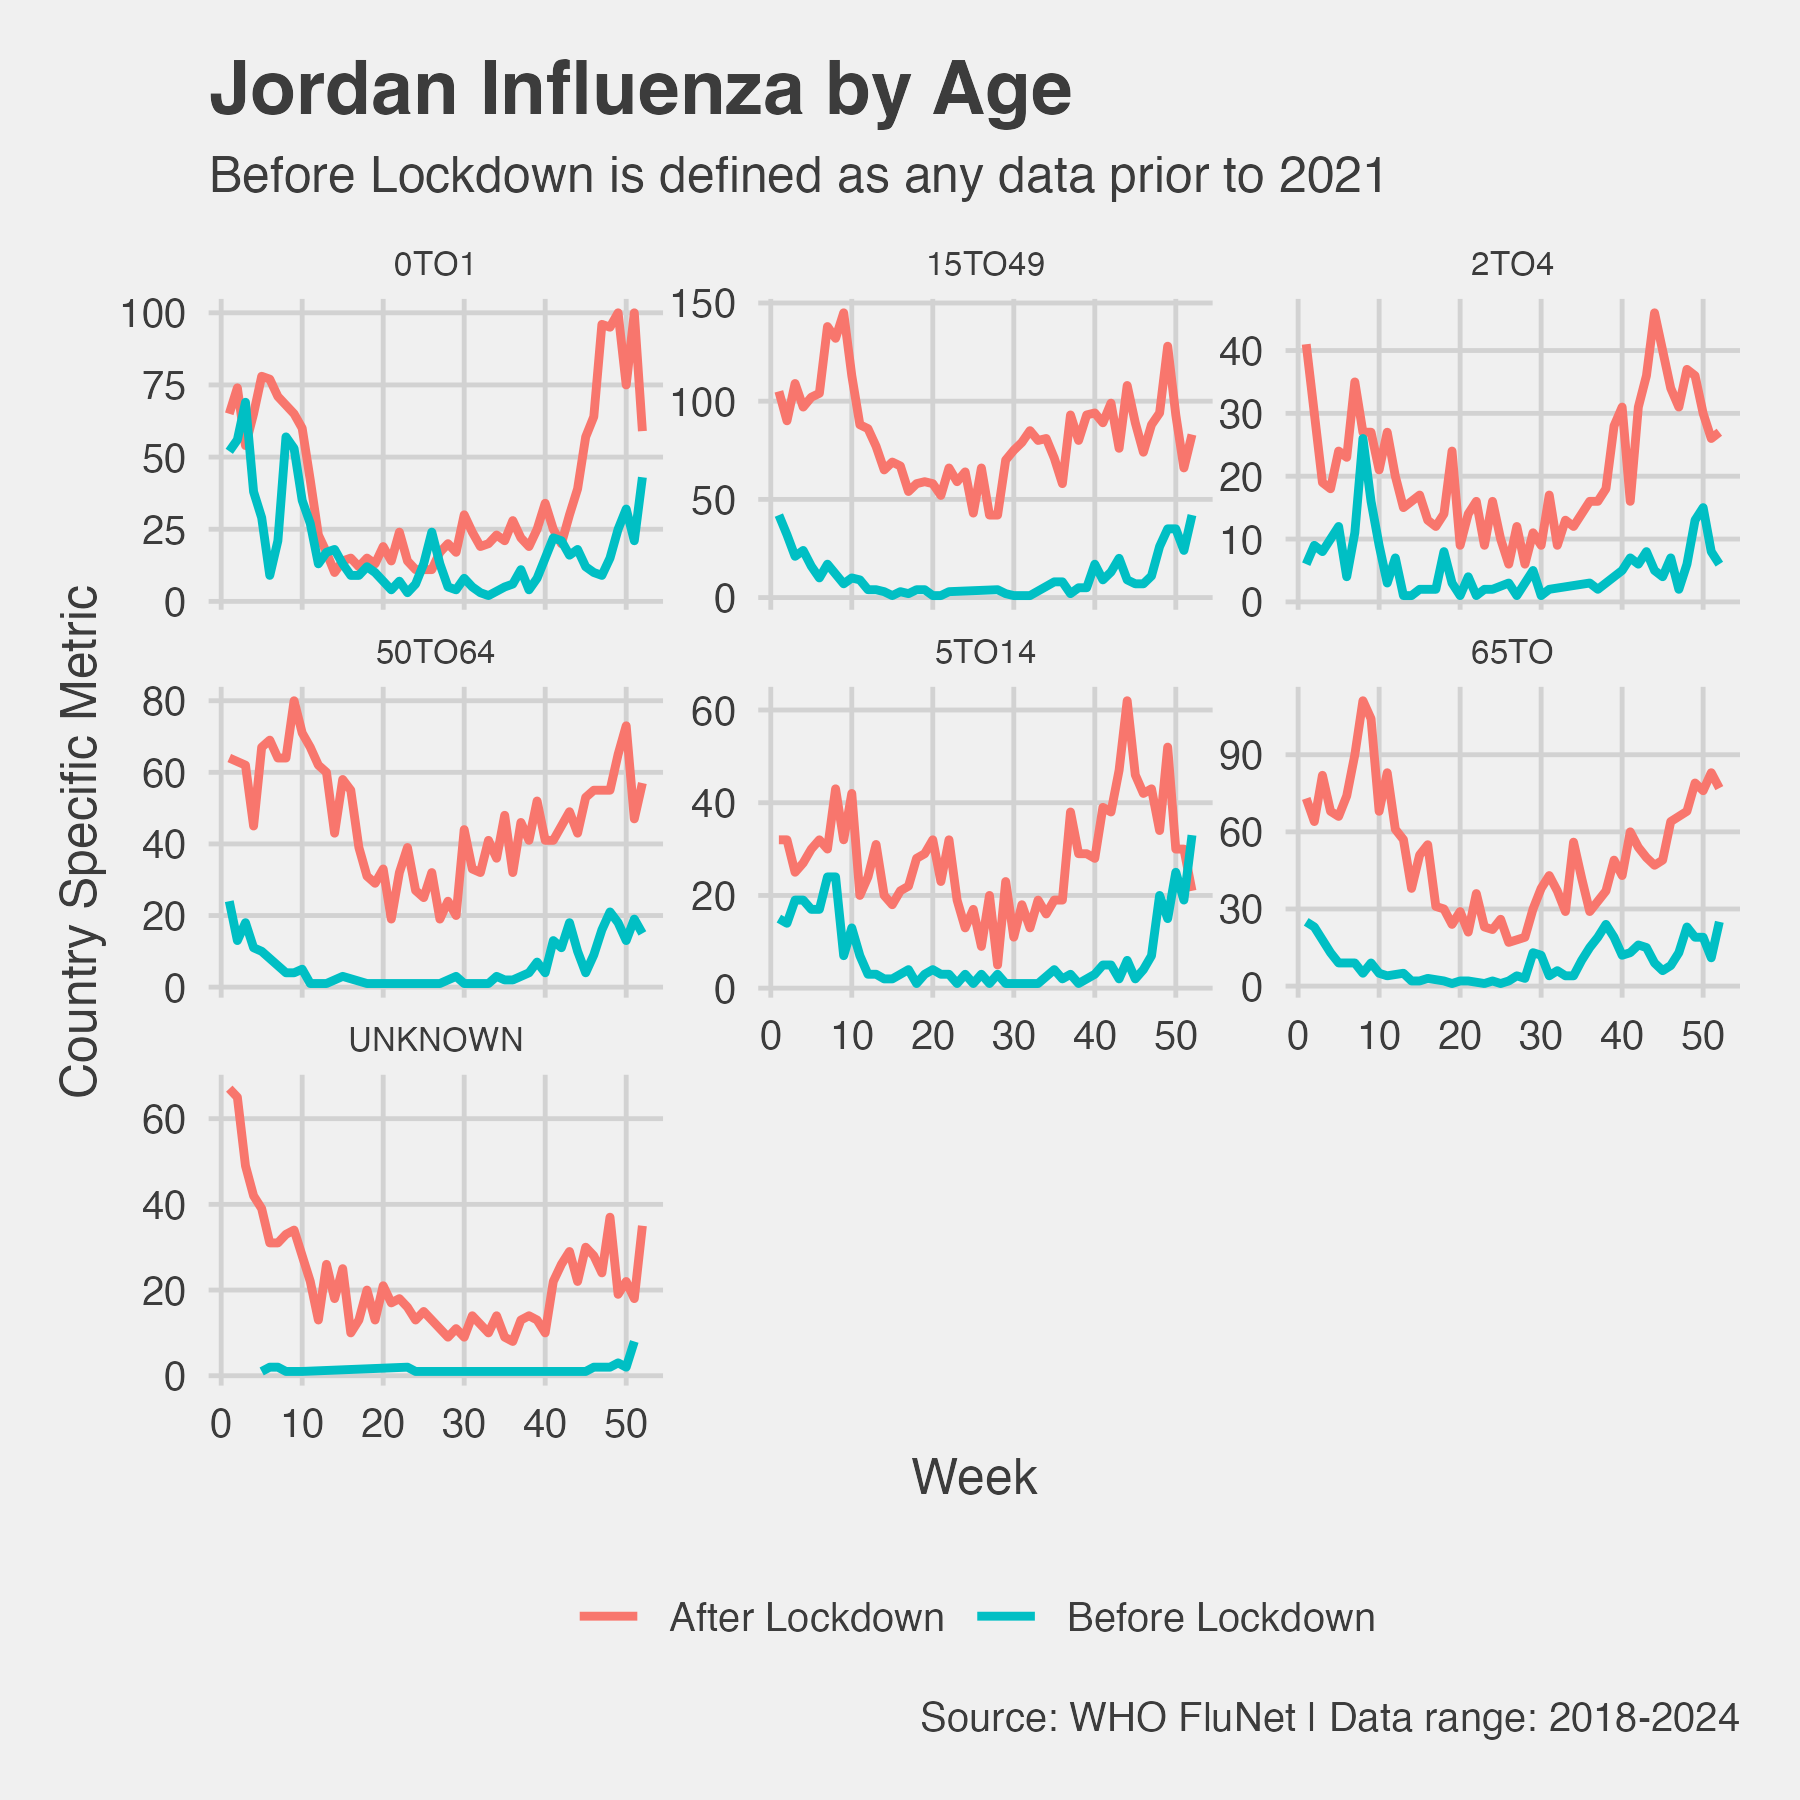 Jordan Influenza by Age
Before Lockdown is defined as any data prior to 2021
0TO1
15TO49
2TO4
100
75
50
25
0
150
100
50
0
40
30
20
10
0
50TO64
5TO14
65TO
80
60
40
20
0
60
40
20
0
90
60
30
0
0 10 20 30 40 50
0 10 20 30 40 50
UNKNOWN
60
40
20
0
0 10 20 30 40 50
Country Specific Metric
Week
After Lockdown
Before Lockdown
Source: WHO FluNet | Data range: 2018-2024